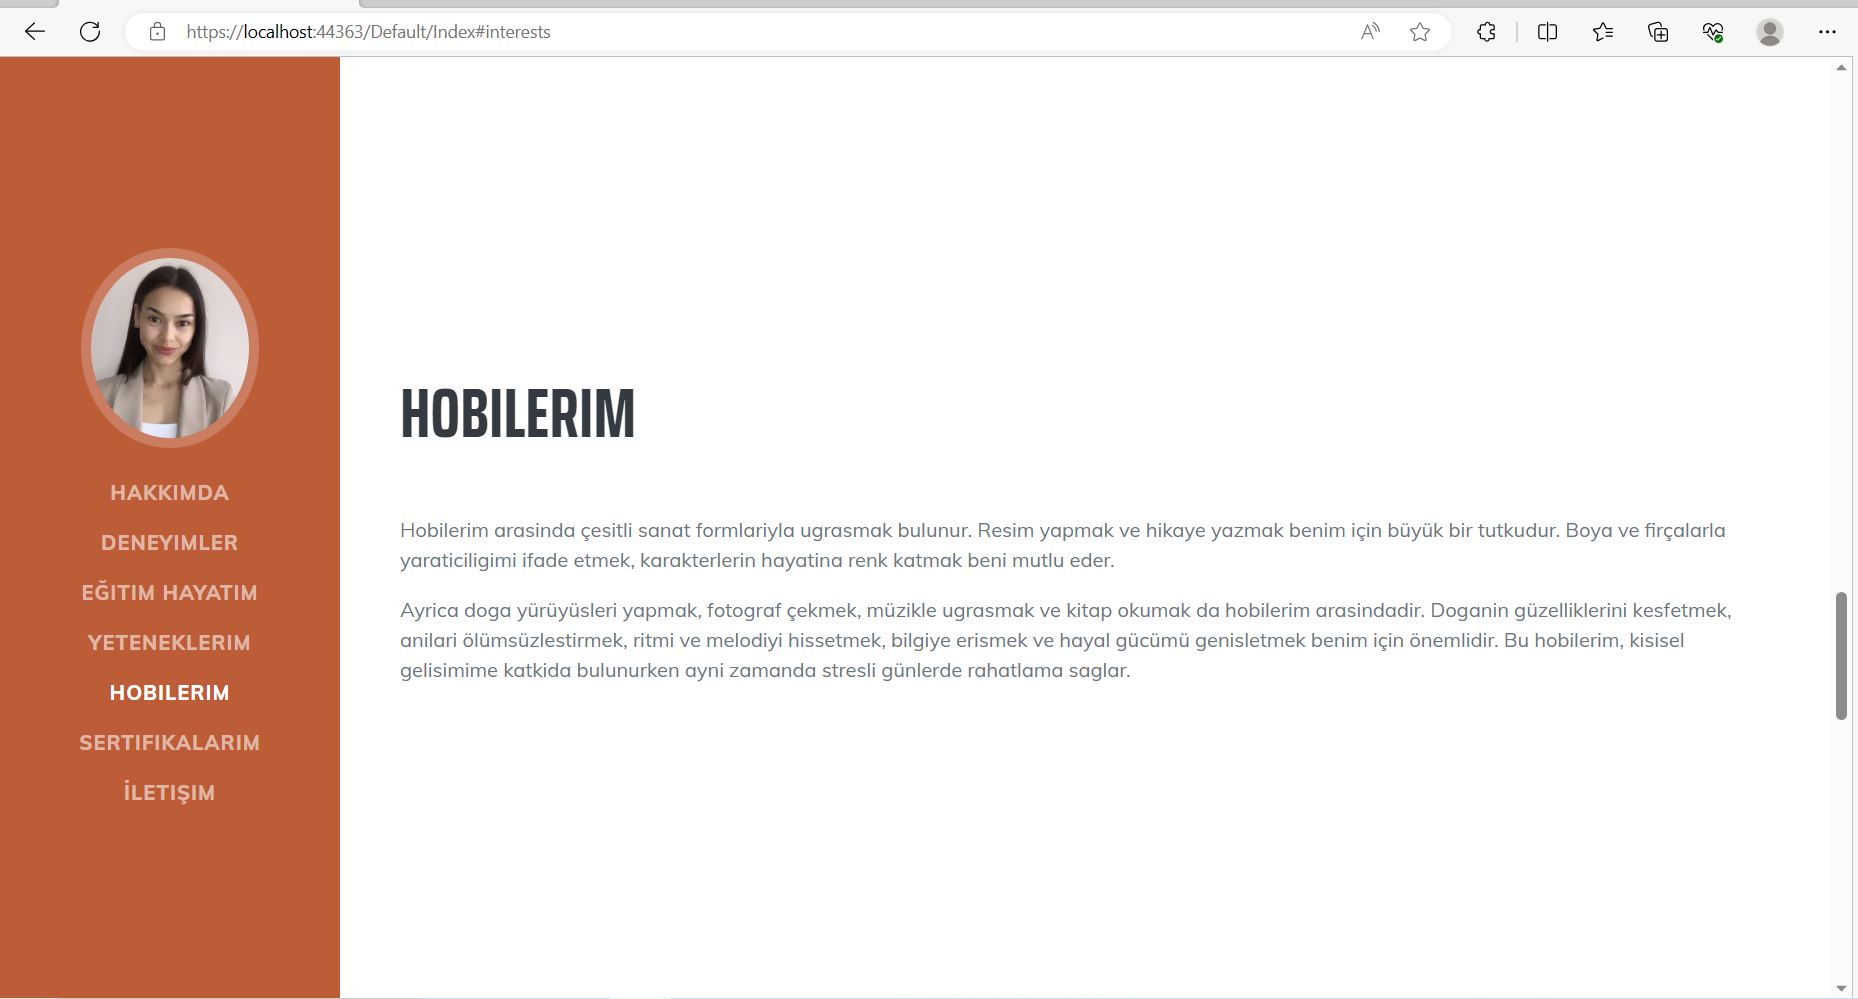 https://localhost:44363/Default/Index#interests
HAKKIMDA
DENEYIMLER
EĞITIM HAYATIM
YETENEKLERIM
HOBILERIM
SERTIFIKALARIM
İLETIŞIM
HOBILERIM
Hobilerim arasinda çesitli sanat formlariyla ugrasmak bulunur. Resim yapmak ve hikaye yazmak benim için büyük bir tutkudur. Boya ve firçalarla
yaraticiligimi ifade etmek, karakterlerin hayatina renk katmak beni mutlu eder.
Ayrica doga yürüyüsleri yapmak, fotograf çekmek, müzikle ugrasmak ve kitap okumak da hobilerim arasindadir. Doganin güzelliklerini kesfetmek,
anilari ölümsüzlestirmek, ritmi ve melodiyi hissetmek, bilgiye erismek ve hayal gücümü genisletmek benim için önemlidir. Bu hobilerim, kisisel
gelisimime katkida bulunurken ayni zamanda stresli günlerde rahatlama saglar.